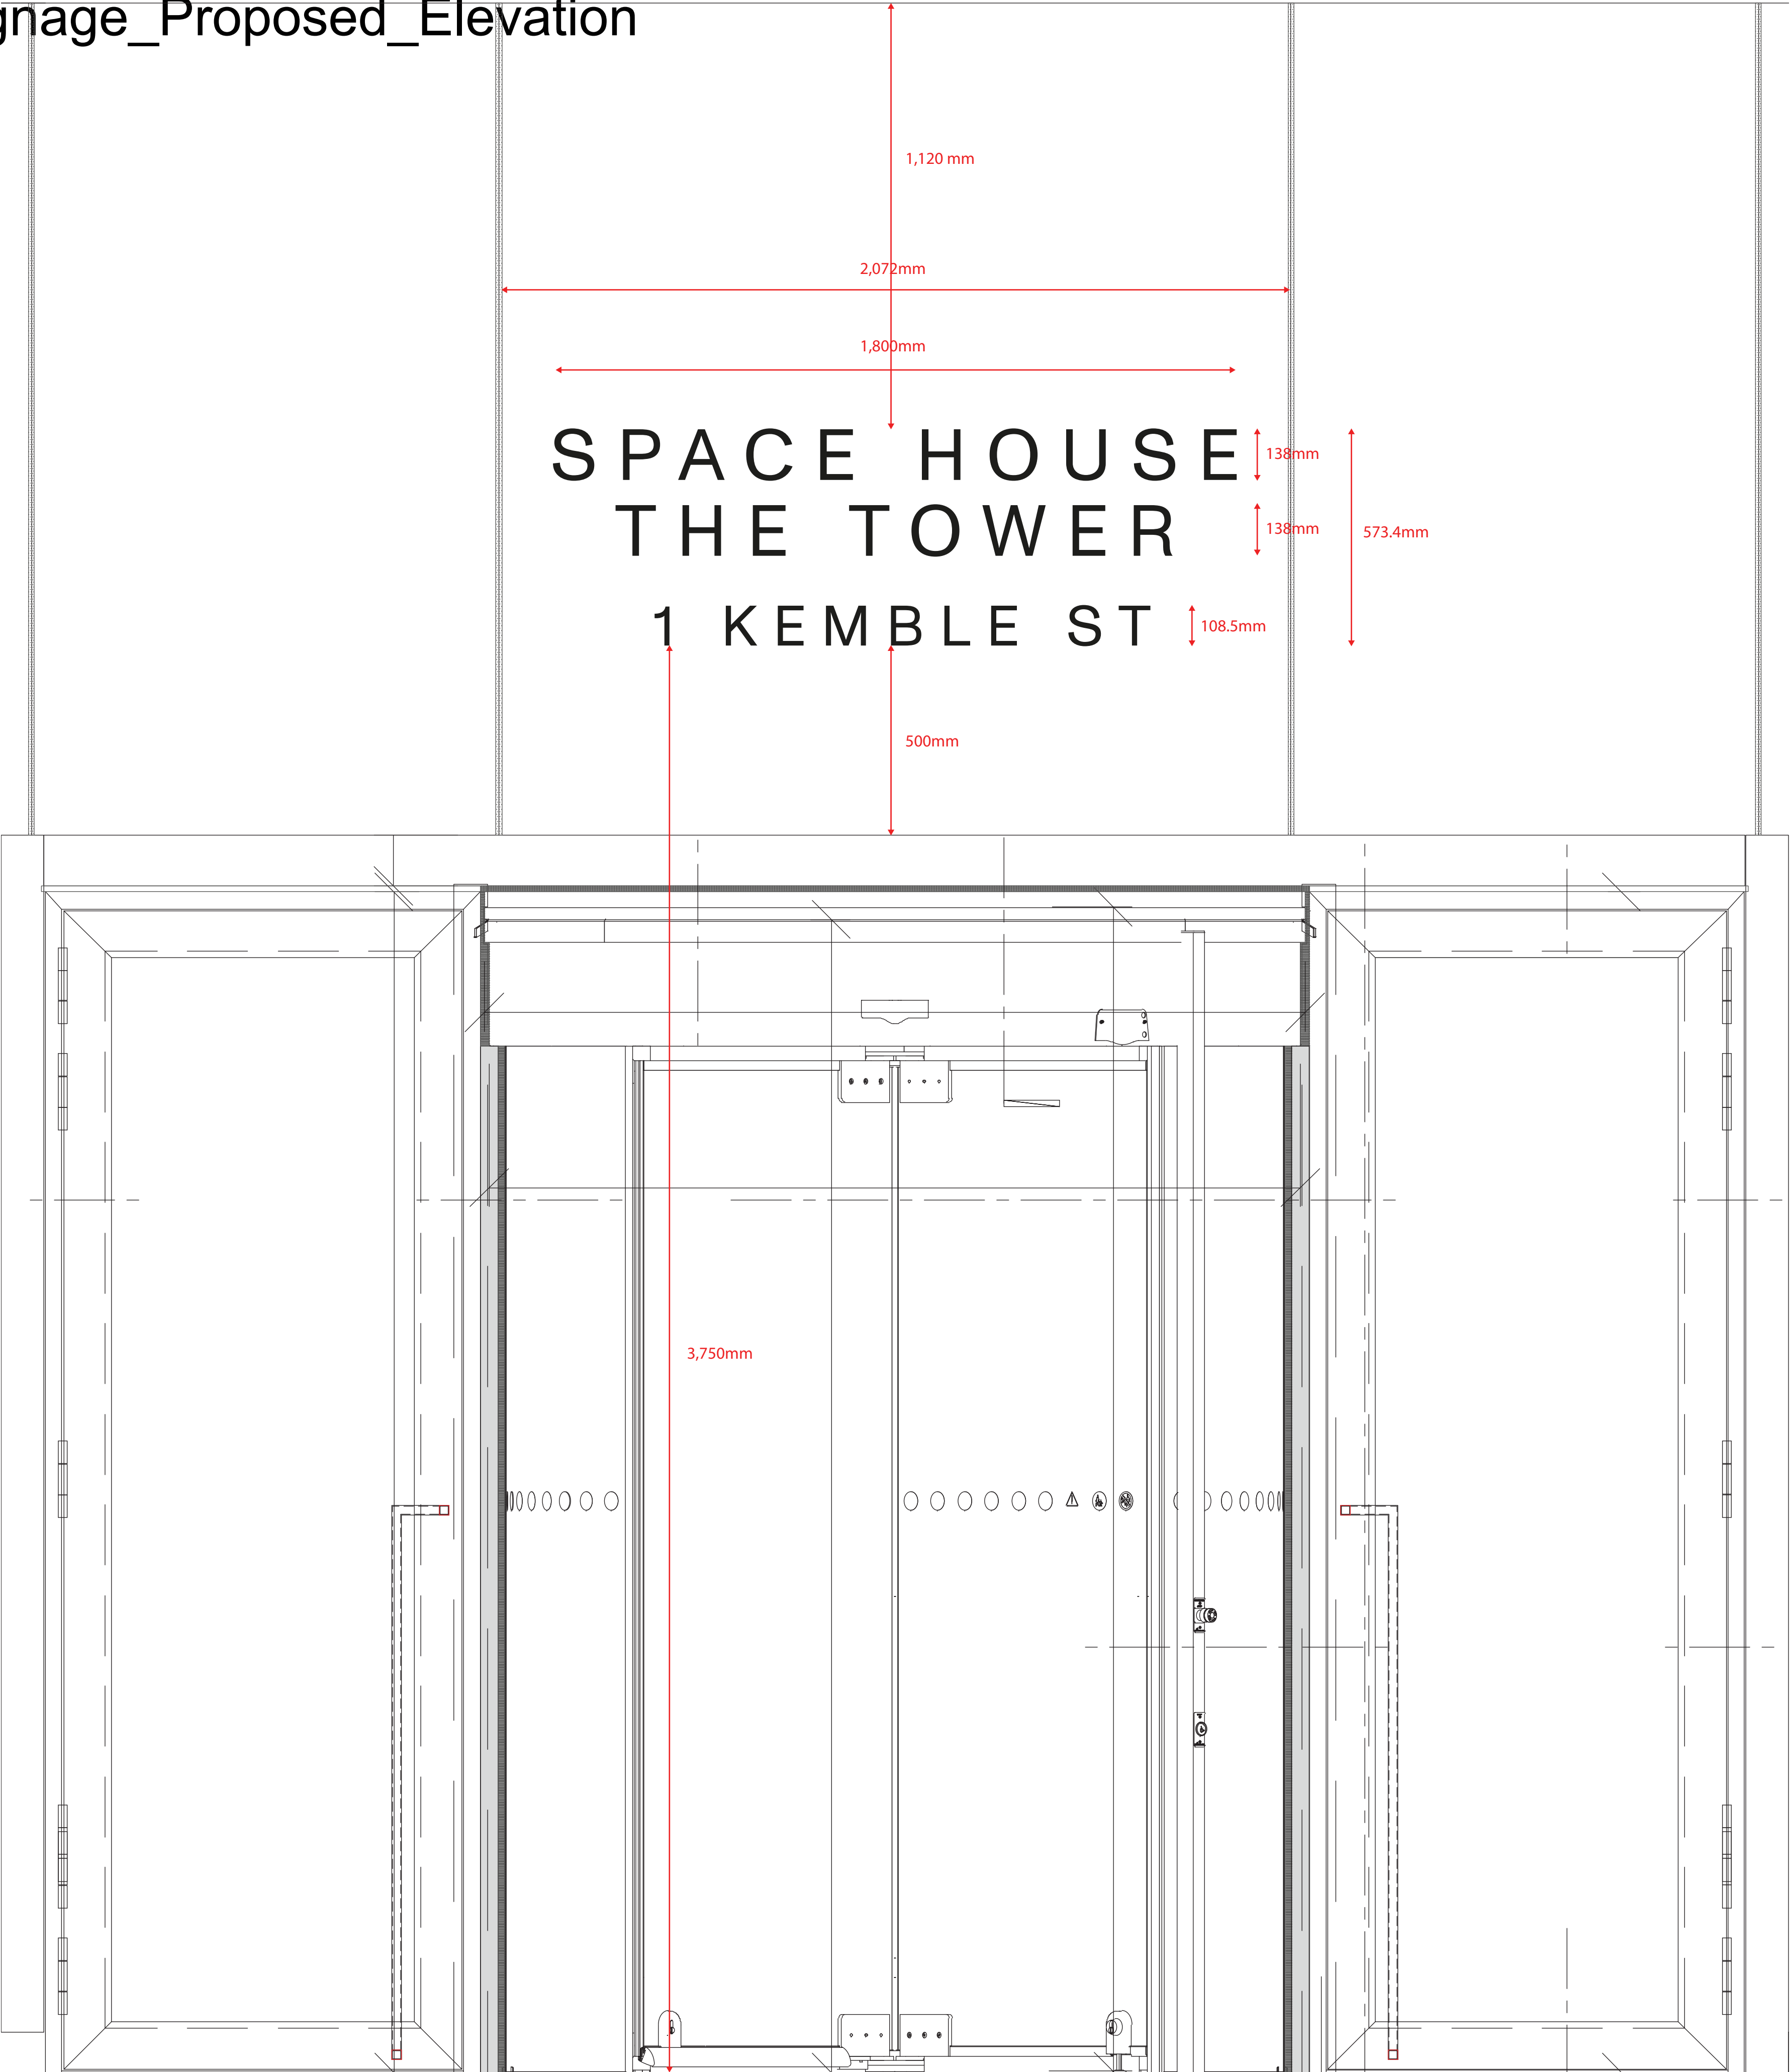 gnage_Proposed_Elevation
1,120 mm
2,072mm
1,800mm
SPACE HOUSE
138mm
THE TOWER
138mm
573.4mm
1 KEMBLE ST
108.5mm
500mm
3,750mm